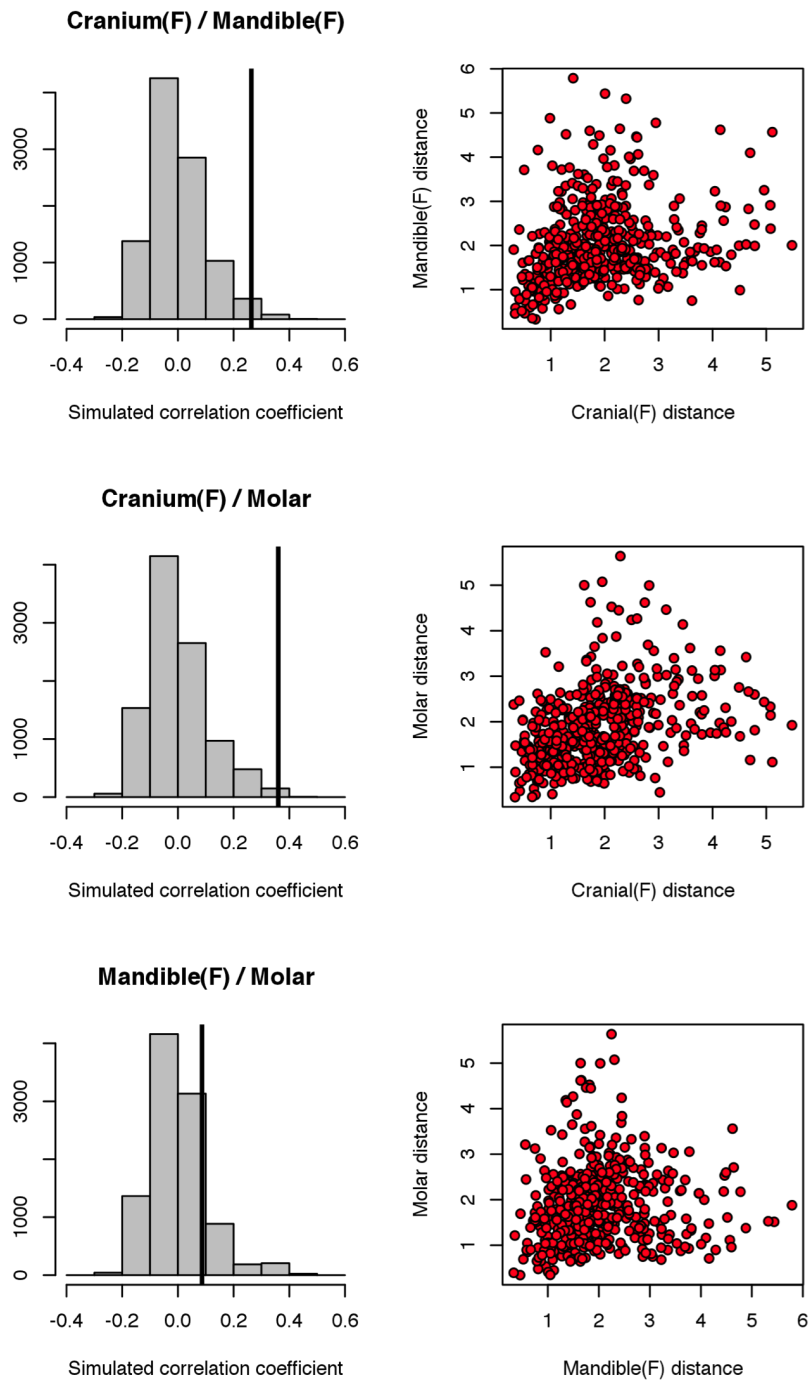 Cranium(F) / Mandible(F)
3000
1000
0
-0.4 -0.2 0.0 0.2 0.4 0.6
Simulated correlation coefficient
6
5
4
3
2
1
Mandible(F) distance
1 2 3 4 5
Cranial(F) distance
Cranium(F) / Molar
3000
1000
0
-0.4 -0.2 0.0 0.2 0.4 0.6
Simulated correlation coefficient
5
4
3
2
1
Molar distance
1 2 3 4 5
Cranial(F) distance
Mandible(F) / Molar
3000
1000
0
-0.4 -0.2 0.0 0.2 0.4 0.6
Simulated correlation coefficient
5
4
3
2
1
Molar distance
1 2 3 4 5 6
Mandible(F) distance